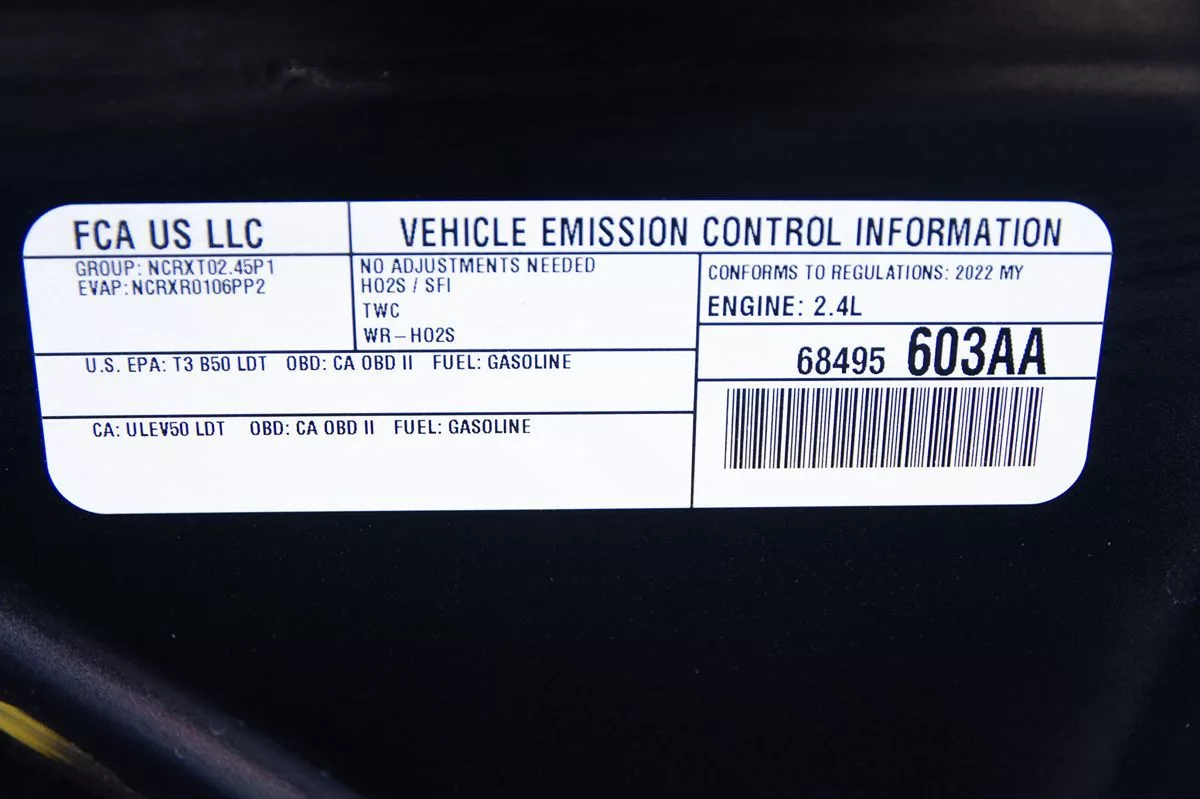 FCA US LLC
VEHICLE EMISSION CONTROL INFORMATION
GROUP: NCRXT02.45P1
EVAP: NCRXR0106PP2
NO ADJUSTMENTS NEEDED
HO2S / SFI
TWC
WR-HO2S
CONFORMS TO REGULATIONS: 2022 MY
ENGINE: 2.4L
68495 603AA
U.S. EPA: T3 B50 LDT OBD: CA OBD II FUEL: GASOLINE
CA: ULEV50 LDT OBD: CA OBD II FUEL: GASOLINE